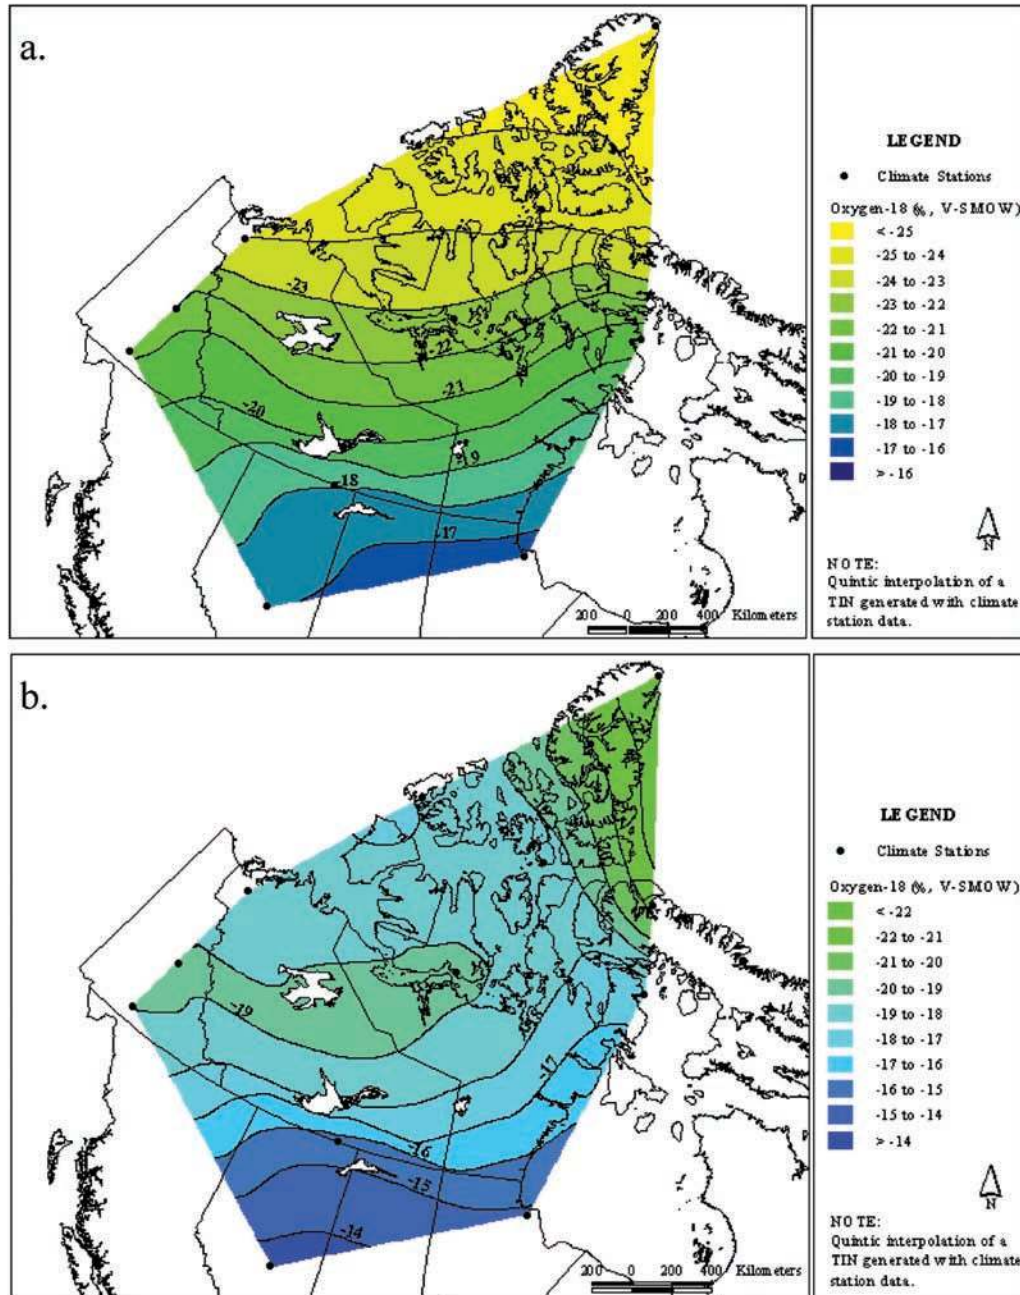 a.
-25
-24
-23
-22
-21
-20
-19
-18
-17
200 0 200 400 Kilometers
LEGEND
Climate Stations
Oxygen-18 (‰, V-SMOW)
< -25
-25 to -24
-24 to -23
-23 to -22
-22 to -21
-21 to -20
-20 to -19
-19 to -18
-18 to -17
-17 to -16
> -16
N
NOTE:
Quintic interpolation of a
TIN generated with climate
station data.
b.
-19
-18
-17
-16
-15
-14
200 0 200 400 Kilometers
LEGEND
Climate Stations
Oxygen-18 (‰, V-SMOW)
< -22
-22 to -21
-21 to -20
-20 to -19
-19 to -18
-18 to -17
-17 to -16
-16 to -15
-15 to -14
> -14
N
NOTE:
Quintic interpolation of a
TIN generated with climate
station data.